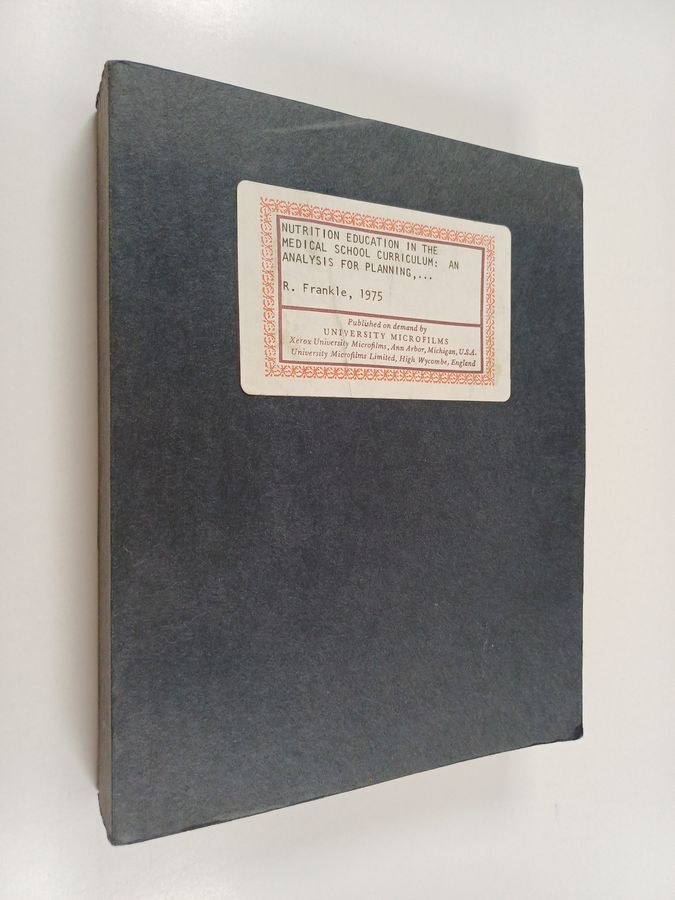 NUTRITION EDUCATION IN THE
MEDICAL SCHOOL CURRICULUM: AN
ANALYSIS FOR PLANNING,...
R. Frankle, 1975
Published on demand by
UNIVERSITY MICROFILMS
Xerox University Microfilms, Ann Arbor, Michigan, U.S.A.
University Microfilms Limited, High Wycombe, England